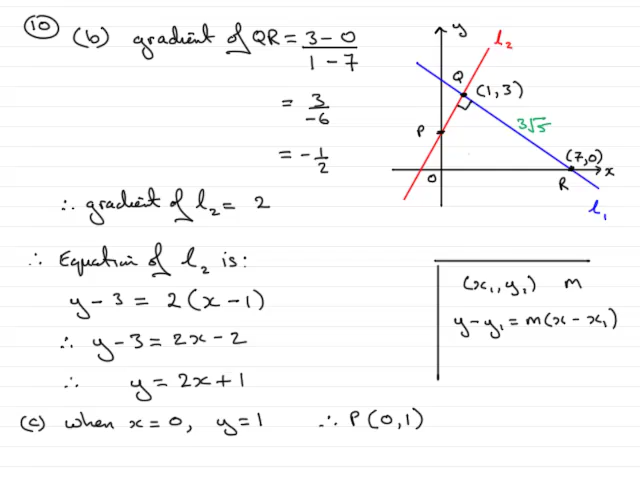 (10) (b) gradient of QR = 3 - 0 / 1 - 7
= 3 / -6
= - 1/2
∴ gradient of l₂ = 2
∴ Equation of l₂ is:
y - 3 = 2(x - 1)
∴ y - 3 = 2x - 2
∴ y = 2x + 1
(c) when x = 0, y = 1 ∴ P(0, 1)
y
l₂
Q
(1, 3)
3√5
P
(7, 0)
x
O
R
l₁
(x₁, y₁) m
y - y₁ = m(x - x₁)